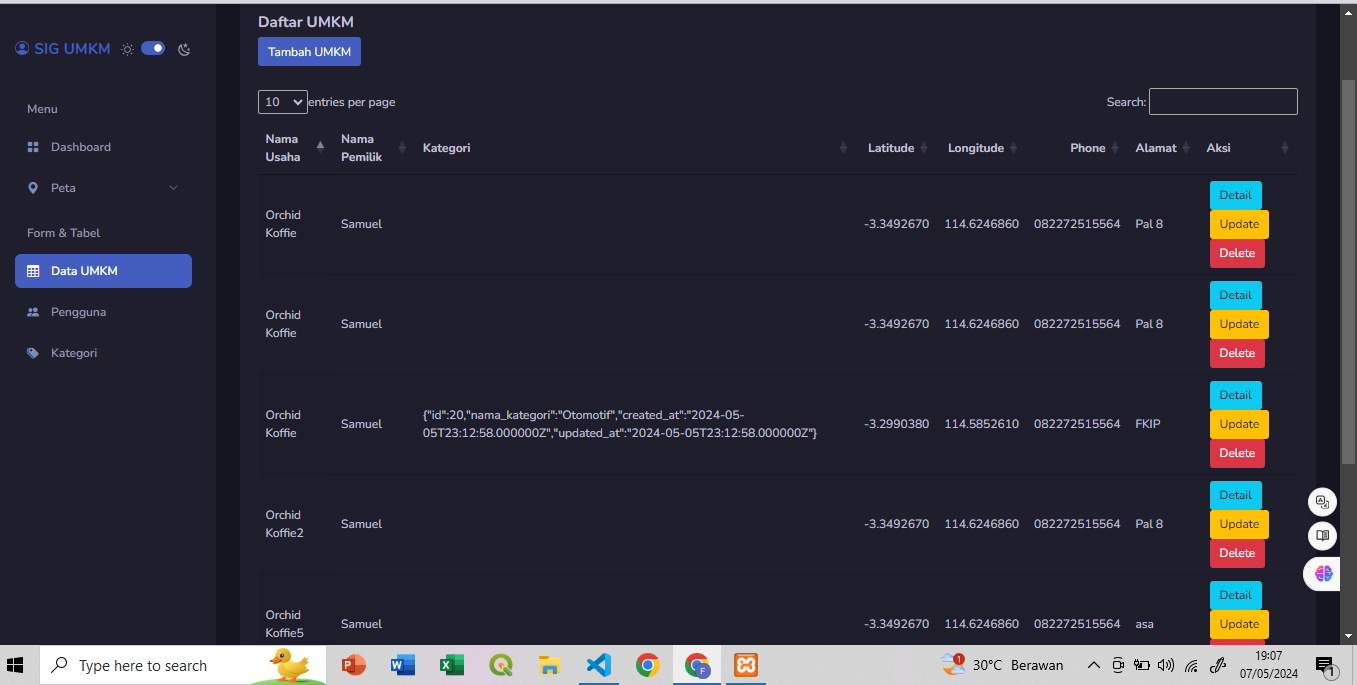 Daftar UMKM
SIG UMKM
Tambah UMKM
10 entries per page
Search:
Menu
Dashboard
Peta
Form & Tabel
Data UMKM
Pengguna
Kategori
Nama Usaha Nama Pemilik Kategori Latitude Longitude Phone Alamat Aksi
Orchid Koffie Samuel -3.3492670 114.6246860 082272515564 Pal 8
Detail
Update
Delete
Orchid Koffie Samuel -3.3492670 114.6246860 082272515564 Pal 8
Detail
Update
Delete
Orchid Koffie Samuel {"id":20,"nama_kategori":"Otomotif","created_at":"2024-05-
05T23:12:58.000000Z","updated_at":"2024-05-05T23:12:58.000000Z"} -3.2990380 114.5852610 082272515564 FKIP
Detail
Update
Delete
Orchid Koffie2 Samuel -3.3492670 114.6246860 082272515564 Pal 8
Detail
Update
Delete
Orchid Koffie5 Samuel -3.3492670 114.6246860 082272515564 asa
Detail
Update
Type here to search
1
30°C Berawan
19:07
07/05/2024
1